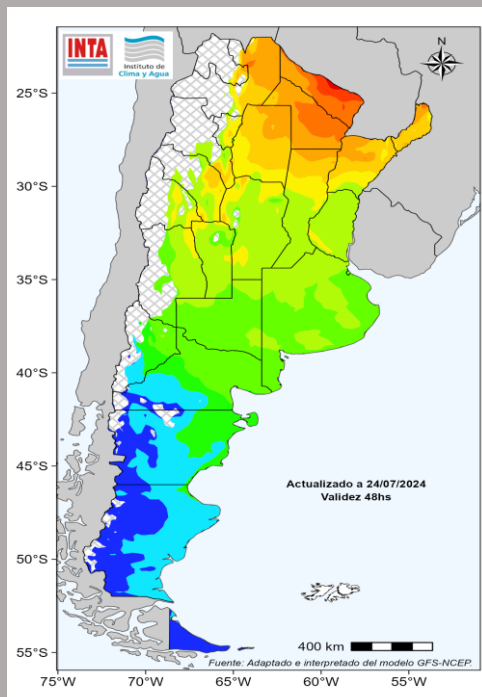 INTA
Instituto de
Clima y Agua
N
25°S
30°S
35°S
40°S
45°S
50°S
55°S
Actualizado a 24/07/2024
Validez 48hs
400 km
Fuente: Adaptado e interpretado del modelo GFS-NCEP.
75°W
70°W
65°W
60°W
55°W